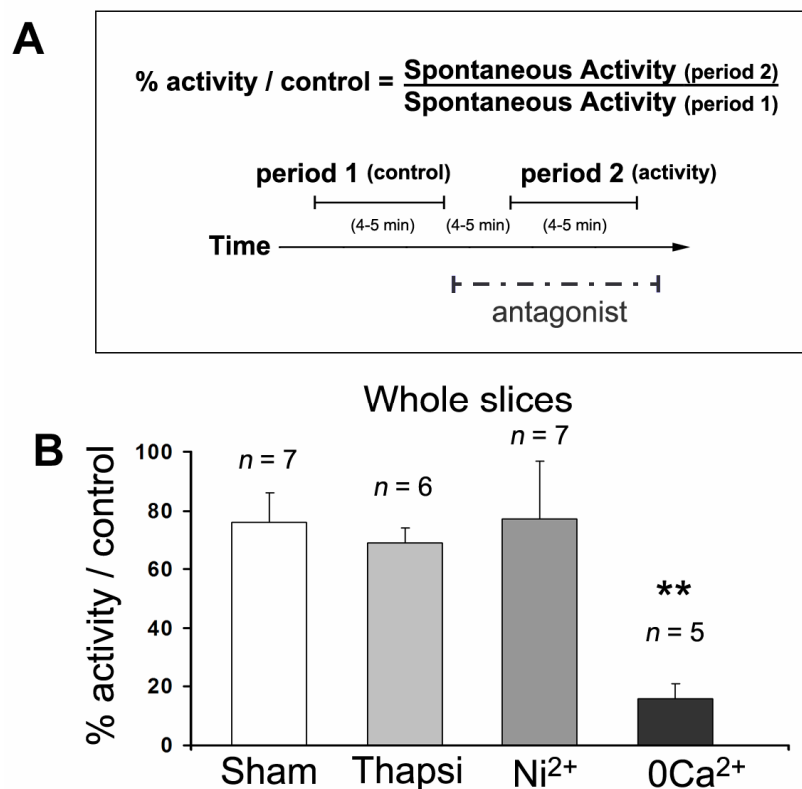 A
% activity / control = Spontaneous Activity (period 2)
Spontaneous Activity (period 1)
period 1 (control) period 2 (activity)
(4-5 min) (4-5 min) (4-5 min)
Time
antagonist
Whole slices
B
% activity / control
100
80
60
40
20
0
n = 7
n = 6
n = 7
**
n = 5
Sham Thapsi Ni²⁺ 0Ca²⁺